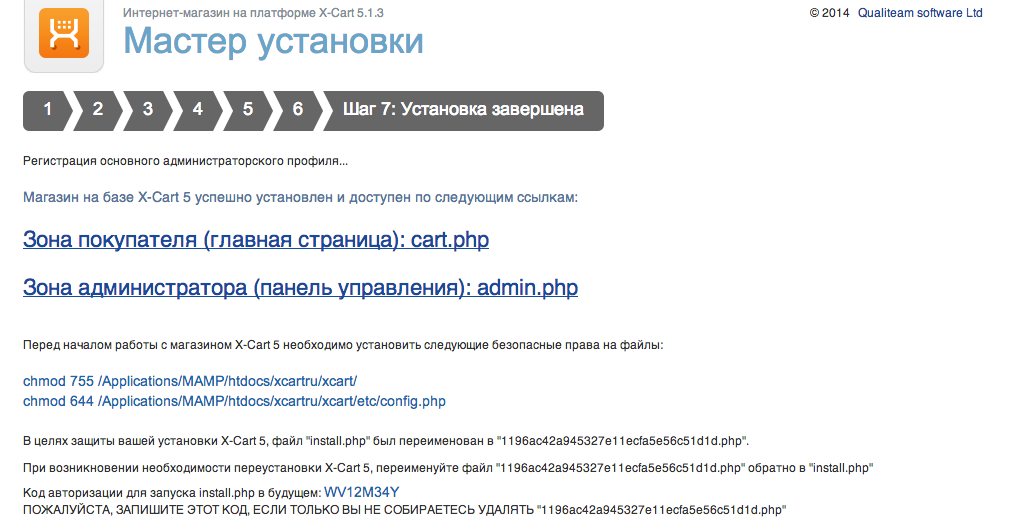 Интернет-магазин на платформе X-Cart 5.1.3
© 2014 Qualiteam software Ltd
Мастер установки
1 2 3 4 5 6 Шаг 7: Установка завершена
Регистрация основного администраторского профиля...
Магазин на базе X-Cart 5 успешно установлен и доступен по следующим ссылкам:
Зона покупателя (главная страница): cart.php
Зона администратора (панель управления): admin.php
Перед началом работы с магазином X-Cart 5 необходимо установить следующие безопасные права на файлы:
chmod 755 /Applications/MAMP/htdocs/xcartru/xcart/
chmod 644 /Applications/MAMP/htdocs/xcartru/xcart/etc/config.php
В целях защиты вашей установки X-Cart 5, файл "install.php" был переименован в "1196ac42a945327e11ecfa5e56c51d1d.php".
При возникновении необходимости переустановки X-Cart 5, переименуйте файл "1196ac42a945327e11ecfa5e56c51d1d.php" обратно в "install.php"
Код авторизации для запуска install.php в будущем: WV12M34Y
ПОЖАЛУЙСТА, ЗАПИШИТЕ ЭТОТ КОД, ЕСЛИ ТОЛЬКО ВЫ НЕ СОБИРАЕТЕСЬ УДАЛЯТЬ "1196ac42a945327e11ecfa5e56c51d1d.php"